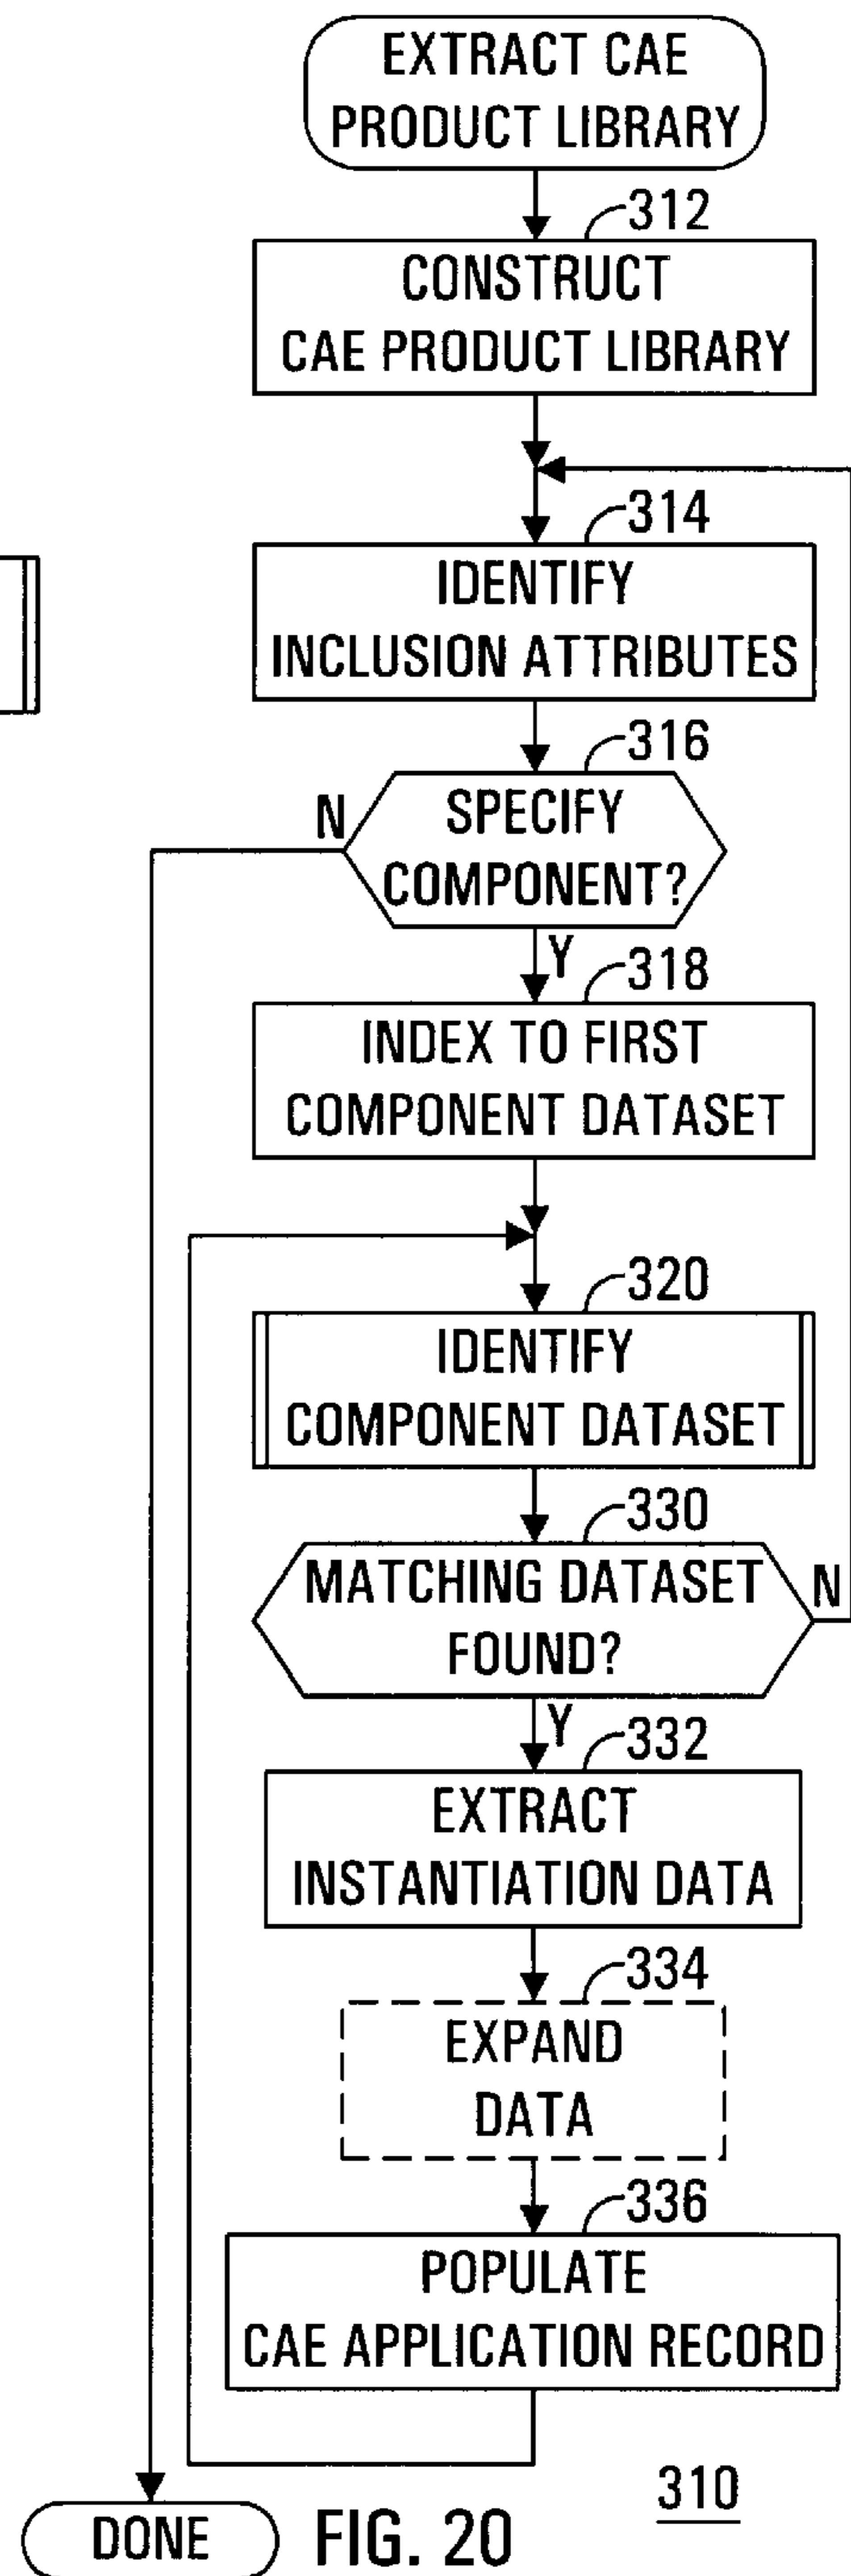 EXTRACT CAE
PRODUCT LIBRARY
312
CONSTRUCT
CAE PRODUCT LIBRARY
314
IDENTIFY
INCLUSION ATTRIBUTES
316
N
SPECIFY
COMPONENT?
Y
318
INDEX TO FIRST
COMPONENT DATASET
320
IDENTIFY
COMPONENT DATASET
330
MATCHING DATASET
N
FOUND?
Y
332
EXTRACT
INSTANTIATION DATA
334
EXPAND
DATA
336
POPULATE
CAE APPLICATION RECORD
310
DONE
FIG. 20